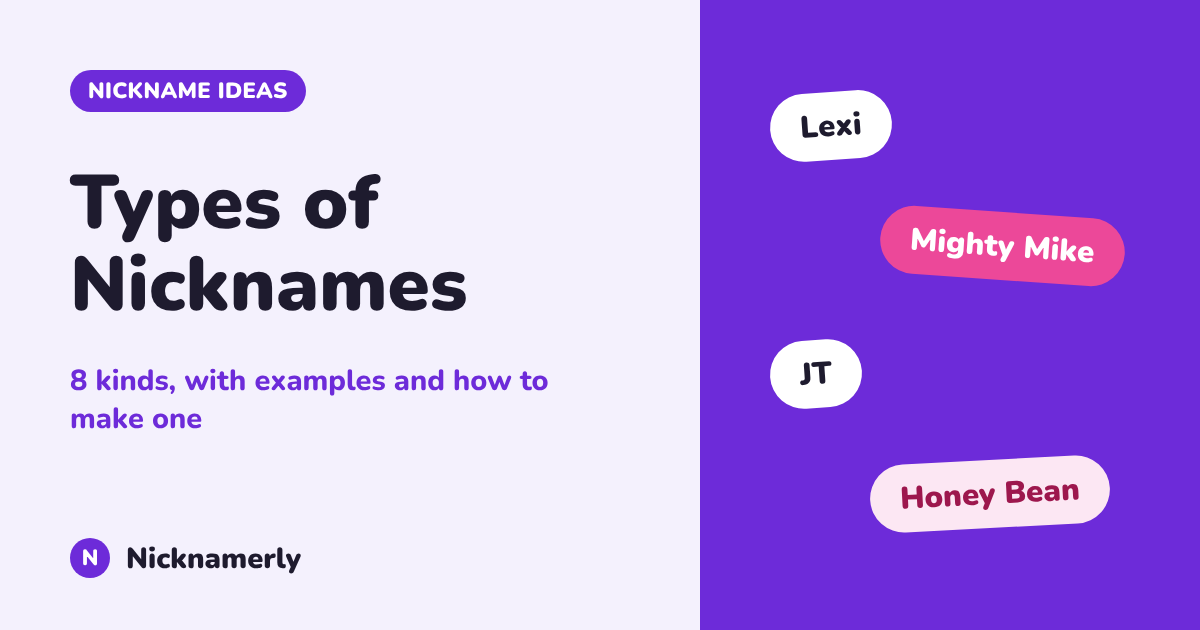 NICKNAME IDEAS
Types of
Nicknames
8 kinds, with examples and how to
make one
N Nicknamerly
Lexi
Mighty Mike
JT
Honey Bean